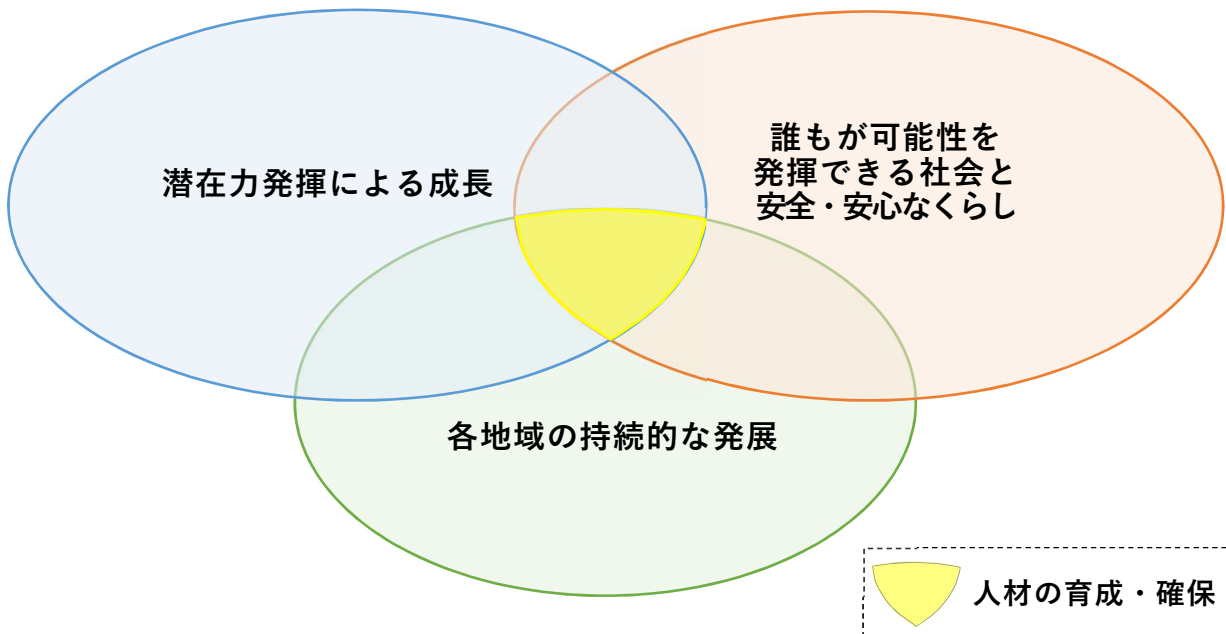 潜在力発揮による成長
誰もが可能性を
発揮できる社会と
安全・安心なくらし
各地域の持続的な発展
人材の育成・確保